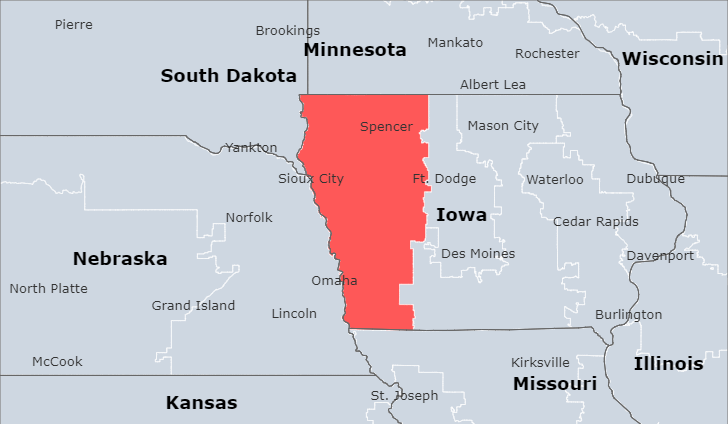 Pierre
Brookings
Minnesota
Mankato
Rochester
Wisconsin
South Dakota
Albert Lea
Spencer
Mason City
Yankton
Sioux City
Ft. Dodge
Waterloo
Dubuque
Norfolk
Iowa
Cedar Rapids
Nebraska
Des Moines
Davenport
North Platte
Omaha
Grand Island
Lincoln
Burlington
McCook
Kirksville
Illinois
Missouri
Kansas
St. Joseph